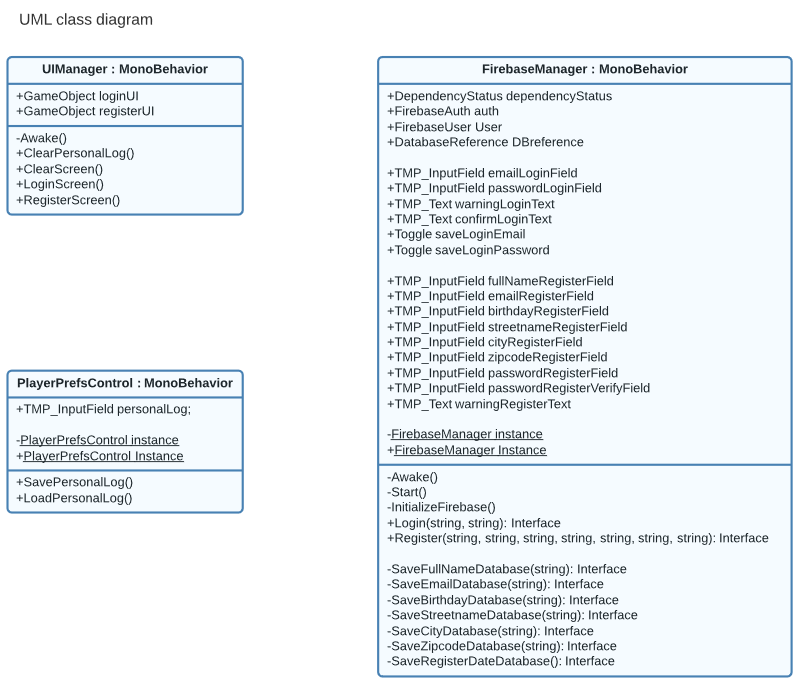 UML class diagram
UIManager : MonoBehavior
+GameObject loginUI
+GameObject registerUI
-Awake()
+ClearPersonalLog()
+ClearScreen()
+LoginScreen()
+RegisterScreen()
PlayerPrefsControl : MonoBehavior
+TMP_InputField personalLog;
-PlayerPrefsControl instance
+PlayerPrefsControl Instance
+SavePersonalLog()
+LoadPersonalLog()
FirebaseManager : MonoBehavior
+DependencyStatus dependencyStatus
+FirebaseAuth auth
+FirebaseUser User
+DatabaseReference DBreference
+TMP_InputField emailLoginField
+TMP_InputField passwordLoginField
+TMP_Text warningLoginText
+TMP_Text confirmLoginText
+Toggle saveLoginEmail
+Toggle saveLoginPassword
+TMP_InputField fullNameRegisterField
+TMP_InputField emailRegisterField
+TMP_InputField birthdayRegisterField
+TMP_InputField streetnameRegisterField
+TMP_InputField cityRegisterField
+TMP_InputField zipcodeRegisterField
+TMP_InputField passwordRegisterField
+TMP_InputField passwordRegisterVerifyField
+TMP_Text warningRegisterText
-FirebaseManager instance
+FirebaseManager Instance
-Awake()
-Start()
-InitializeFirebase()
+Login(string, string): Interface
+Register(string, string, string, string, string, string, string): Interface
-SaveFullNameDatabase(string): Interface
-SaveEmailDatabase(string): Interface
-SaveBirthdayDatabase(string): Interface
-SaveStreetnameDatabase(string): Interface
-SaveCityDatabase(string): Interface
-SaveZipcodeDatabase(string): Interface
-SaveRegisterDateDatabase(): Interface